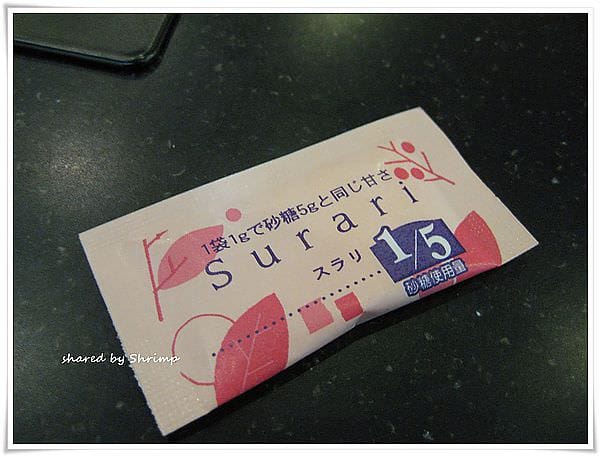 1袋1gで砂糖5gと同じ甘さ
Surari
スラリ
1/5
砂糖使用量
shared by Shrimp